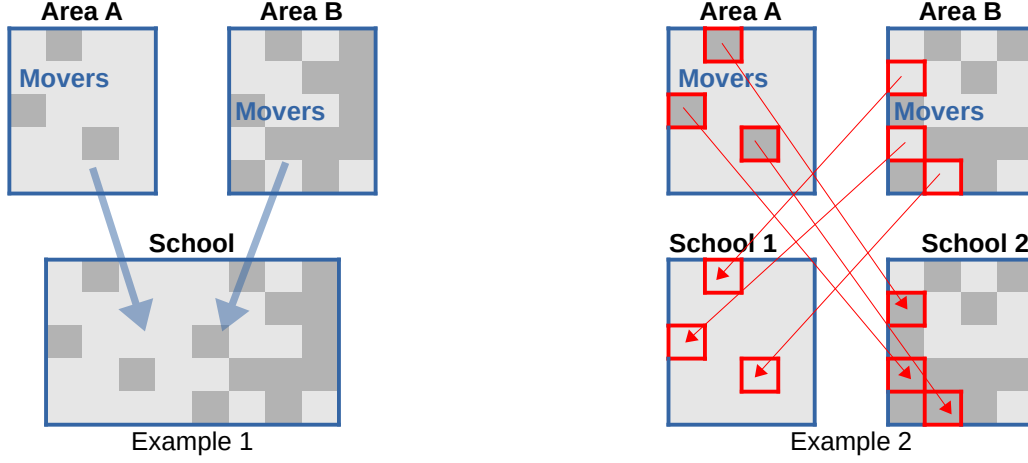 Area A
Area B
Movers
Movers
School
Example 1
Area A
Area B
Movers
Movers
School 1
School 2
Example 2